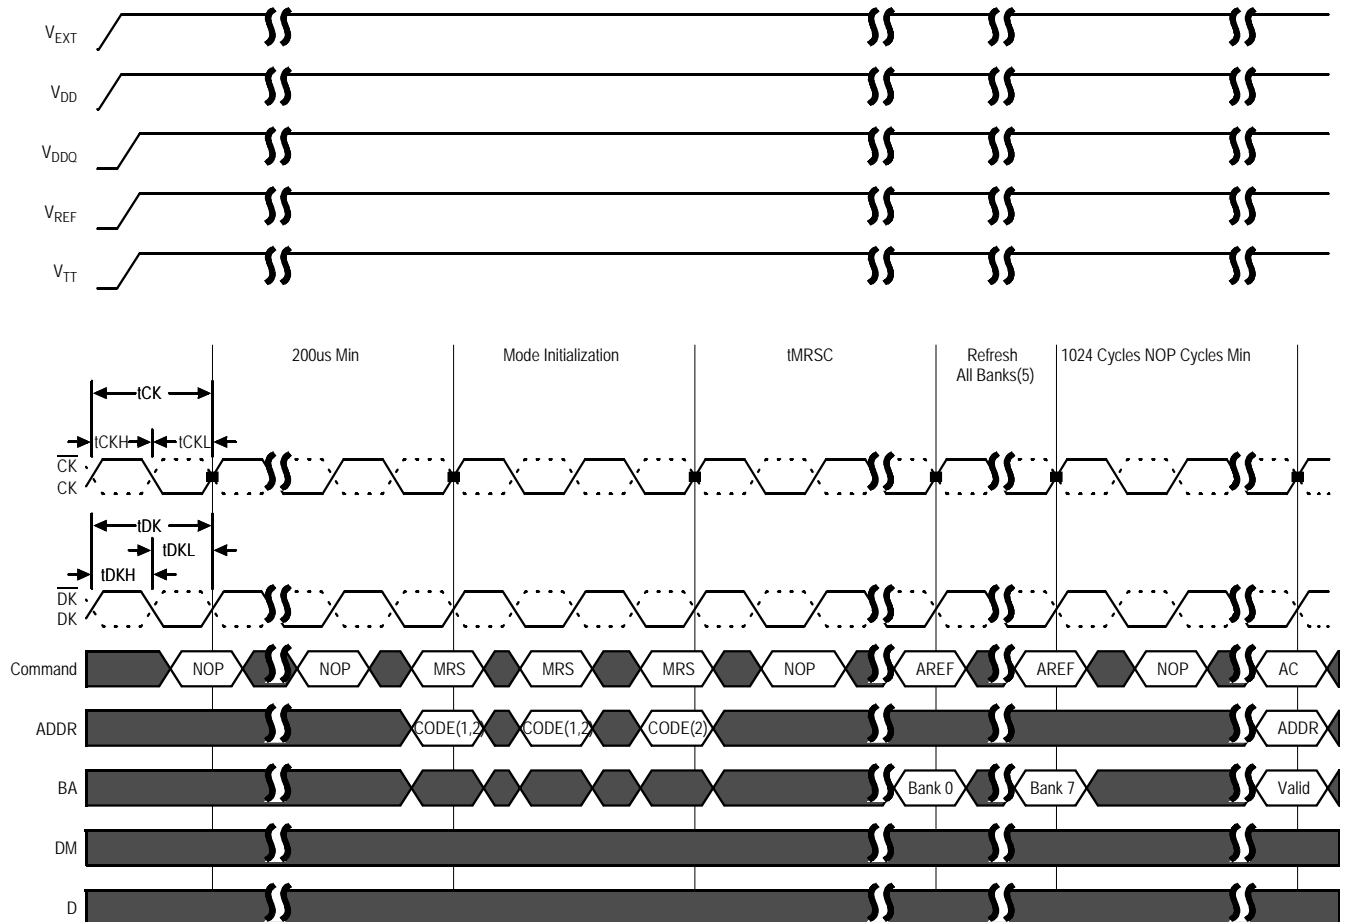 VEXT
VDD
VDDQ
VREF
VTT
200us Min
Mode Initialization
tMRSC
Refresh
All Banks(5)
1024 Cycles NOP Cycles Min
tCK
tCKH
tCKL
CK
CK
tDK
tDKL
tDKH
DK
DK
Command NOP NOP MRS MRS MRS NOP AREF AREF NOP AC
ADDR CODE(1,2) CODE(1,2) CODE(2) ADDR
BA Bank 0 Bank 7 Valid
DM
D